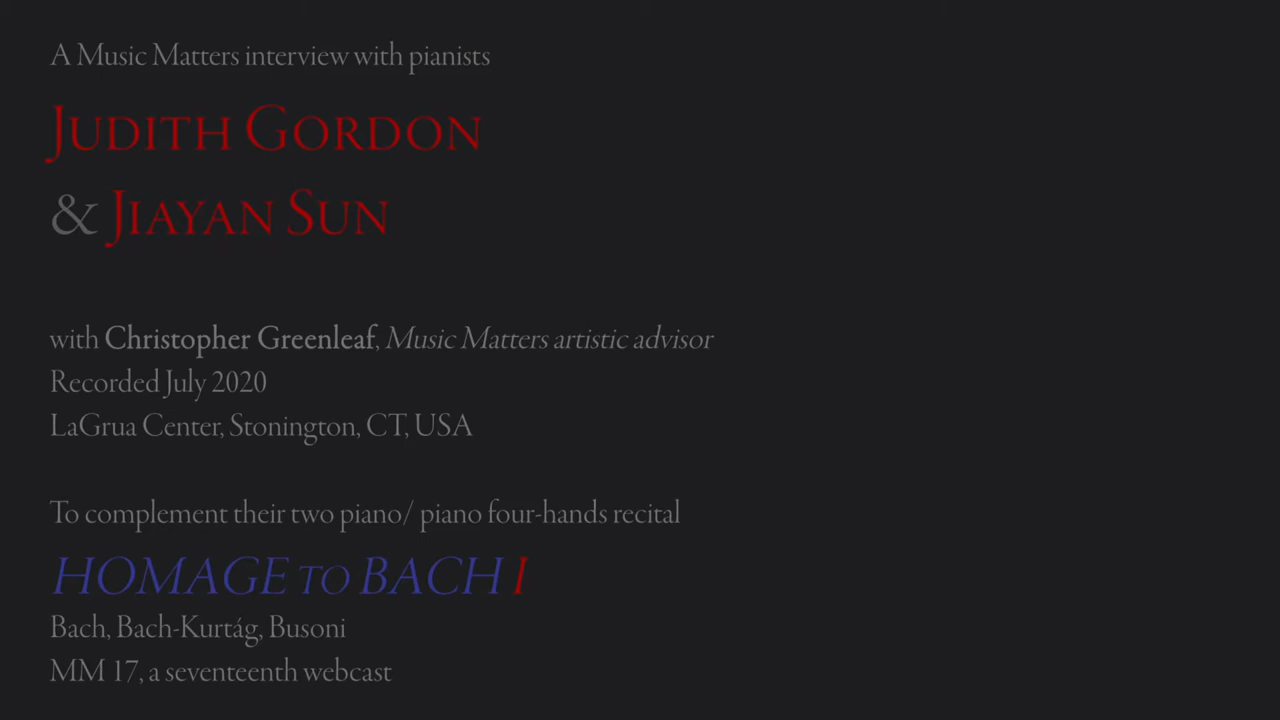 A Music Matters interview with pianists
JUDITH GORDON
& JIAYAN SUN
with Christopher Greenleaf, Music Matters artistic advisor
Recorded July 2020
LaGrua Center, Stonington, CT, USA
To complement their two piano/ piano four-hands recital
HOMAGE TO BACH I
Bach, Bach-Kurtág, Busoni
MM 17, a seventeenth webcast